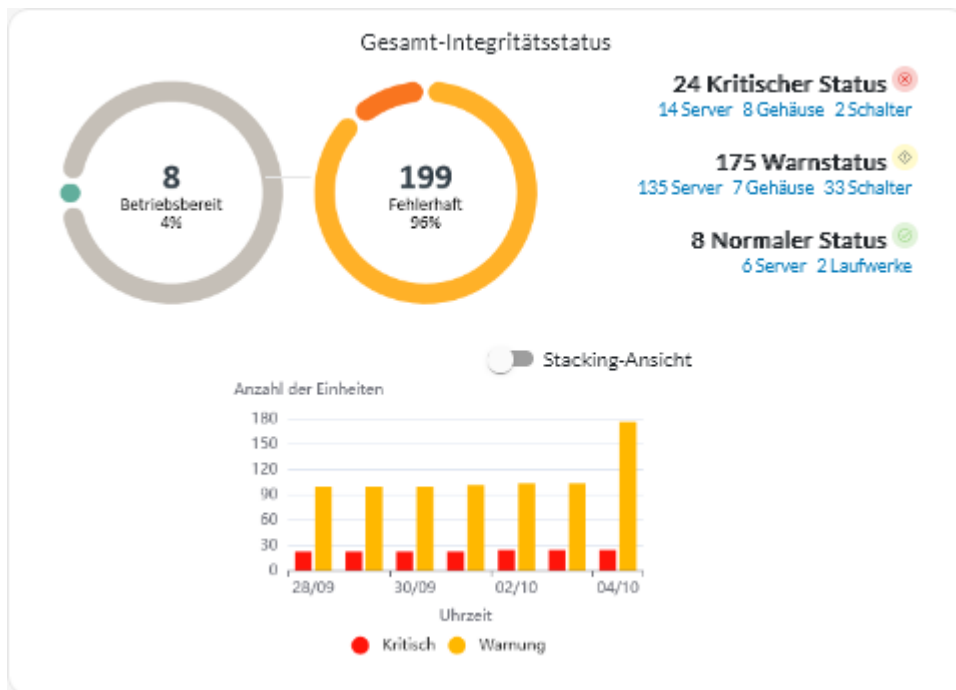 Gesamt-Integritätsstatus
8
Betriebsbereit
4%
199
Fehlerhaft
96%
24 Kritischer Status
14 Server 8 Gehäuse 2 Schalter
175 Warnstatus
135 Server 7 Gehäuse 33 Schalter
8 Normaler Status
6 Server 2 Laufwerke
Stacking-Ansicht
Anzahl der Einheiten
180
150
120
90
60
30
0
28/09 30/09 02/10 04/10
Uhrzeit
Kritisch Warnung